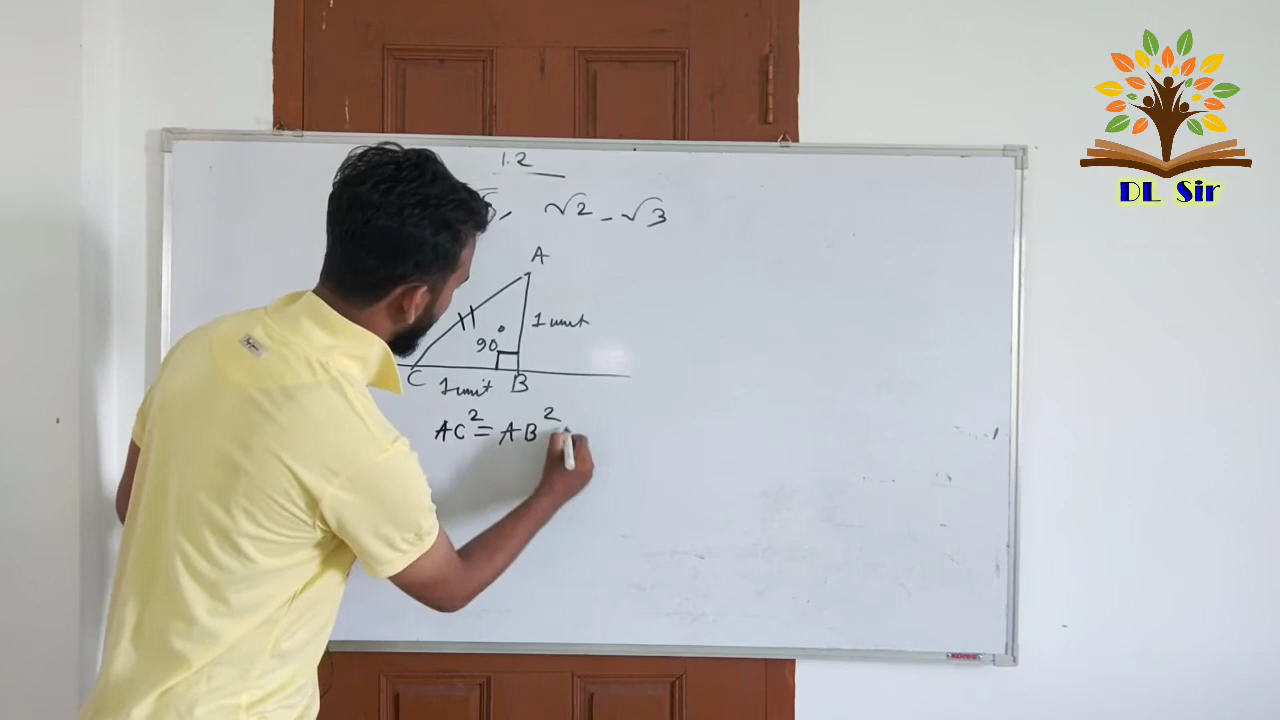 DL Sir
1.2
√2 - √3
A
1 unit
90°
C 1 unit B
AC² = AB²